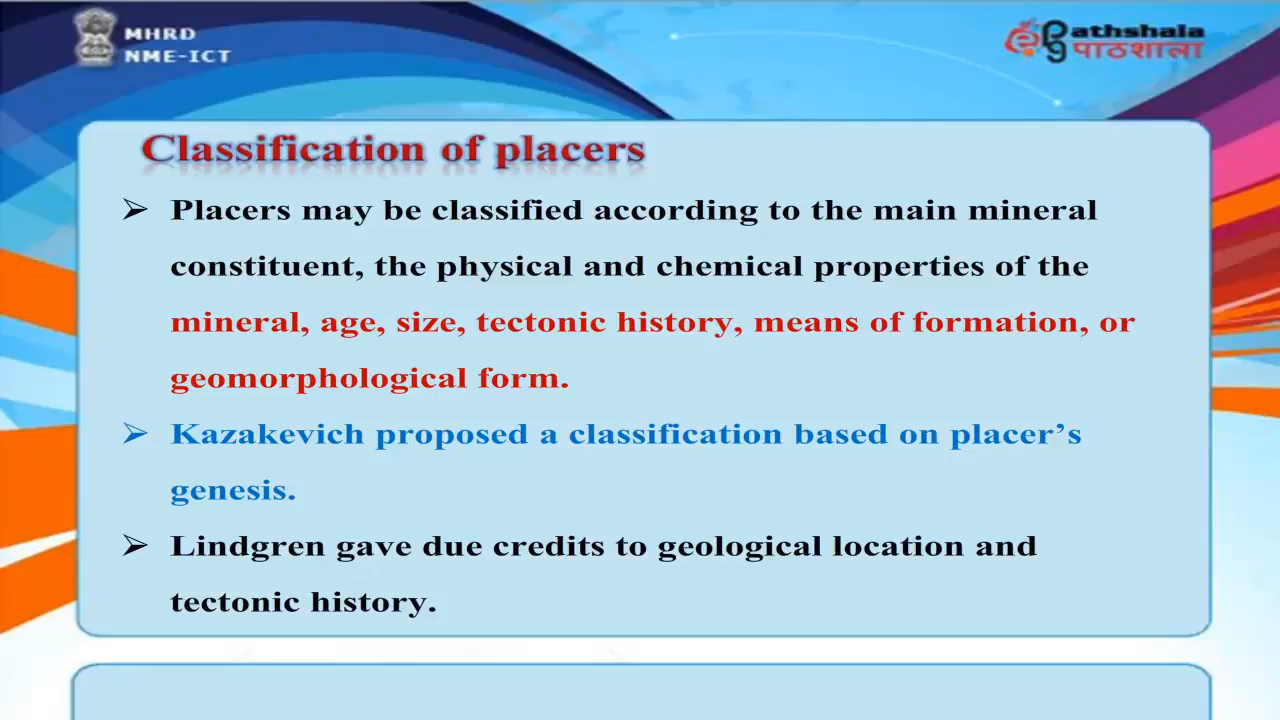 MHRD
NME-ICT
epg athshala
पाठशाला
Classification of placers
➢ Placers may be classified according to the main mineral
constituent, the physical and chemical properties of the
mineral, age, size, tectonic history, means of formation, or
geomorphological form.
➢ Kazakevich proposed a classification based on placer’s
genesis.
➢ Lindgren gave due credits to geological location and
tectonic history.